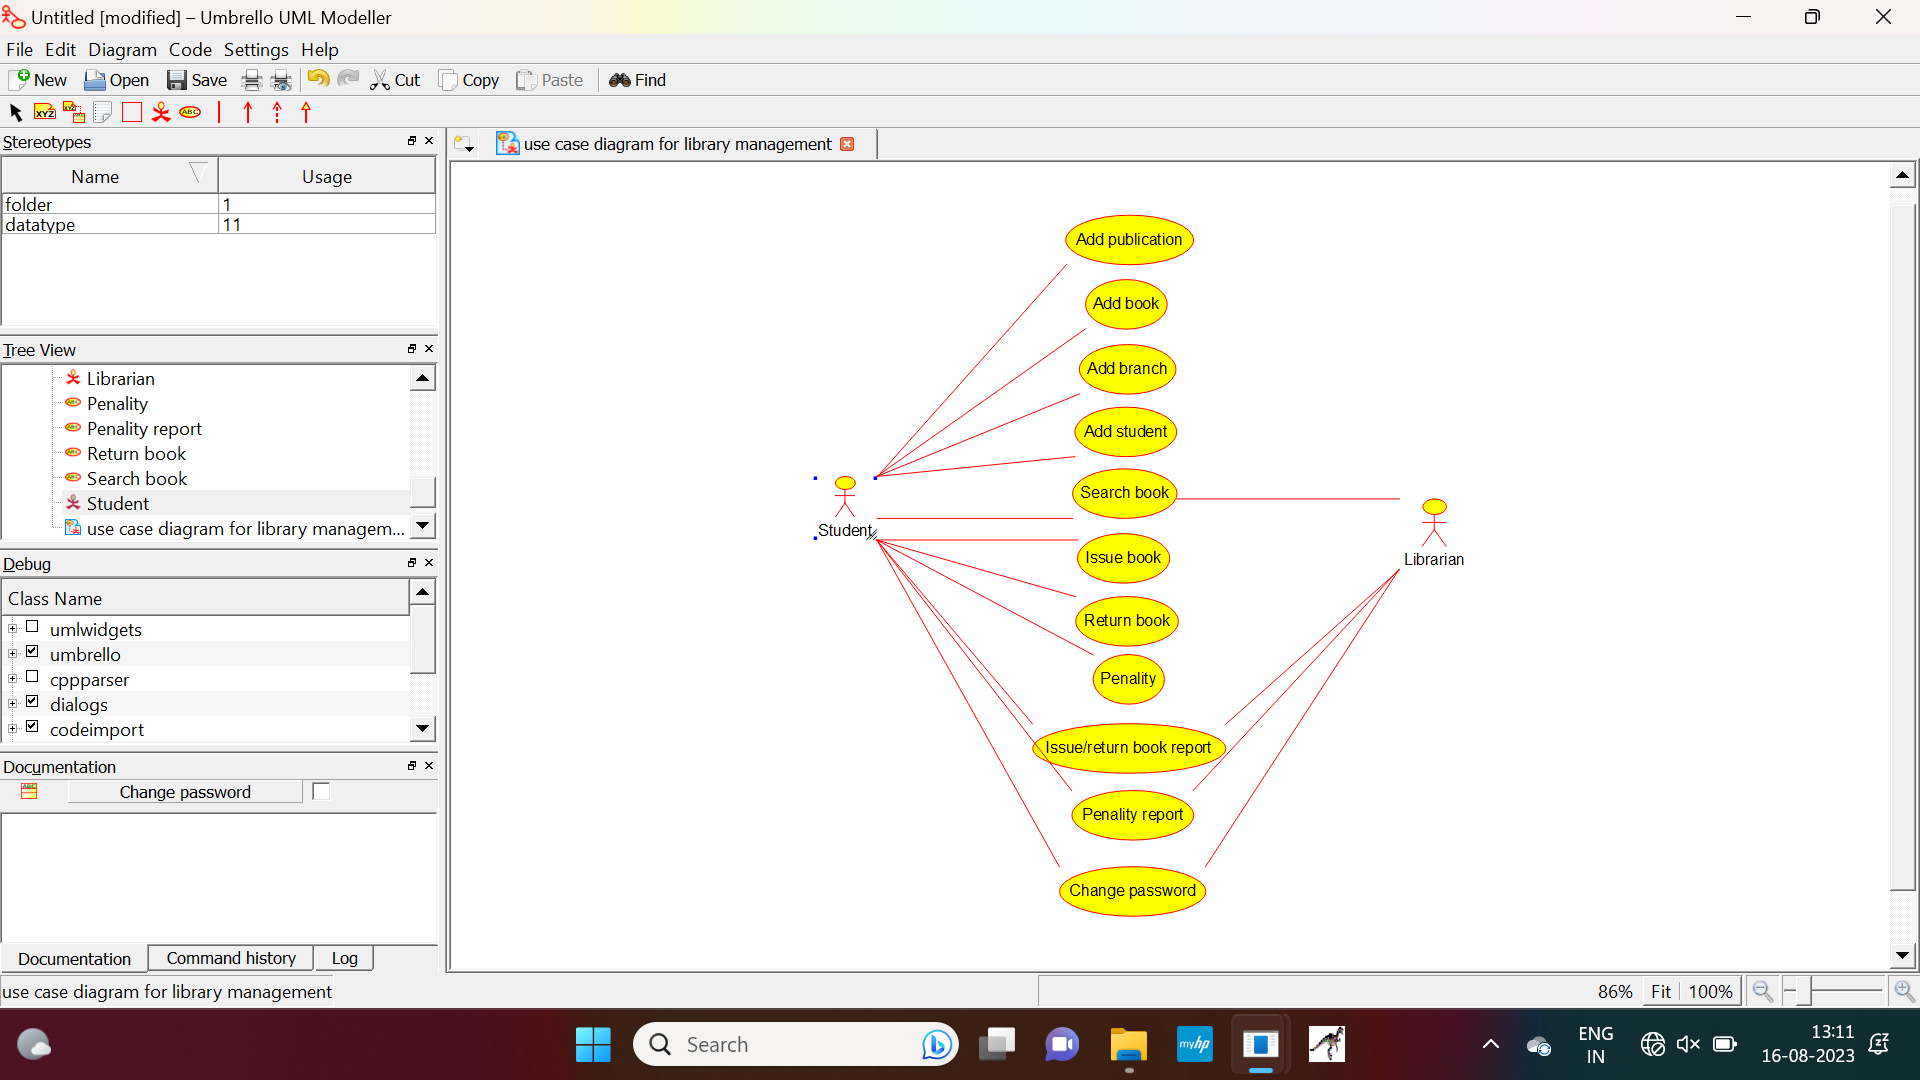 Untitled [modified] – Umbrello UML Modeller
File Edit Diagram Code Settings Help
New Open Save Cut Copy Paste Find
XYZ XYZ ABC
Stereotypes
Name Usage
folder 1
datatype 11
Tree View
Librarian
Penality
Penality report
Return book
Search book
Student
use case diagram for library managem...
Debug
Class Name
umlwidgets
umbrello
cppparser
dialogs
codeimport
Documentation
Change password
Documentation Command history Log
use case diagram for library management
use case diagram for library management
Add publication
Add book
Add branch
Add student
Search book
Student
Issue book
Librarian
Return book
Penality
Issue/return book report
Penality report
Change password
86% Fit 100%
Search
myhp
ENG
IN
13:11
16-08-2023